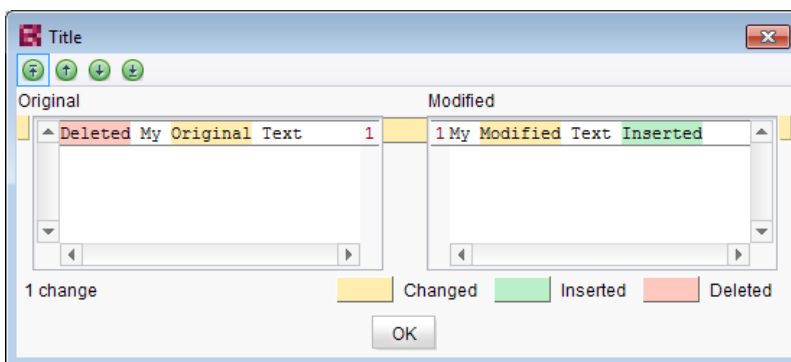 Title
Original Modified
Deleted My Original Text 1 1 My Modified Text Inserted
1 change Changed Inserted Deleted
OK